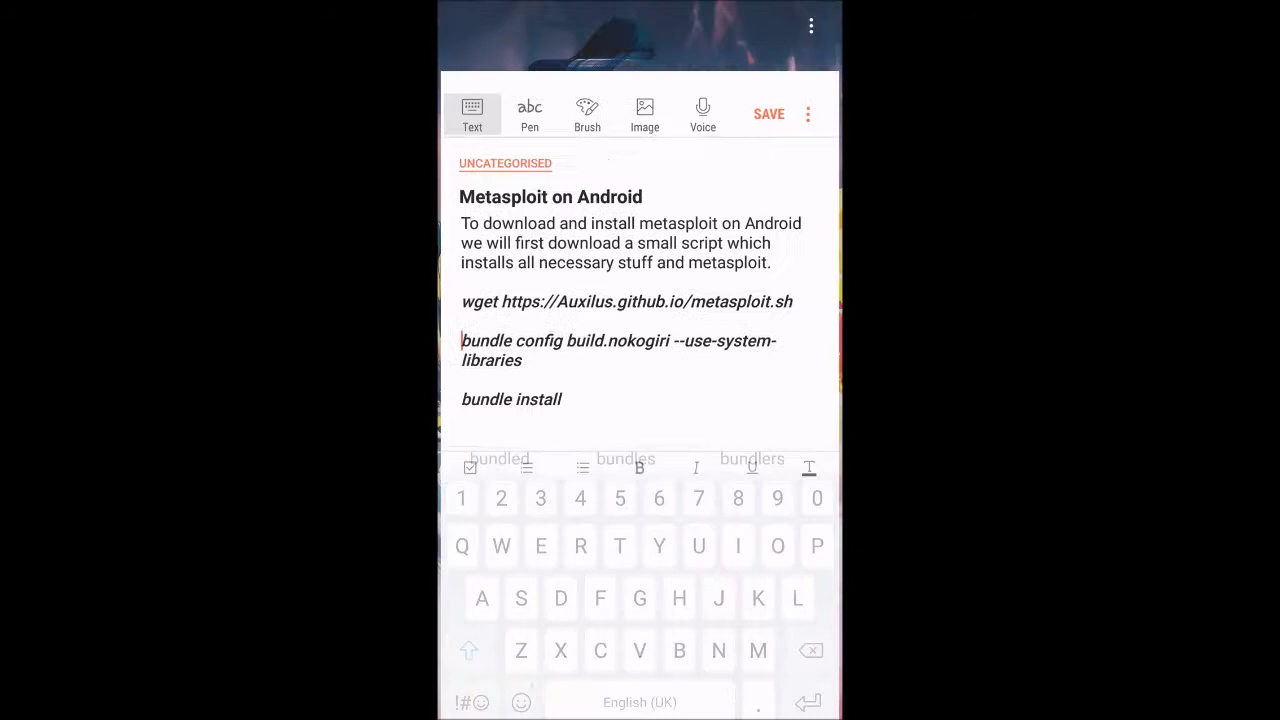 Text Pen Brush Image Voice SAVE
UNCATEGORISED
Metasploit on Android
To download and install metasploit on Android
we will first download a small script which
installs all necessary stuff and metasploit.
wget https://Auxilus.github.io/metasploit.sh
bundle config build.nokogiri --use-system-
libraries
bundle install
bundled bundles bundlers
B I U T
1 2 3 4 5 6 7 8 9 0
Q W E R T Y U I O P
A S D F G H J K L
Z X C V B N M
!#☺ English (UK) .